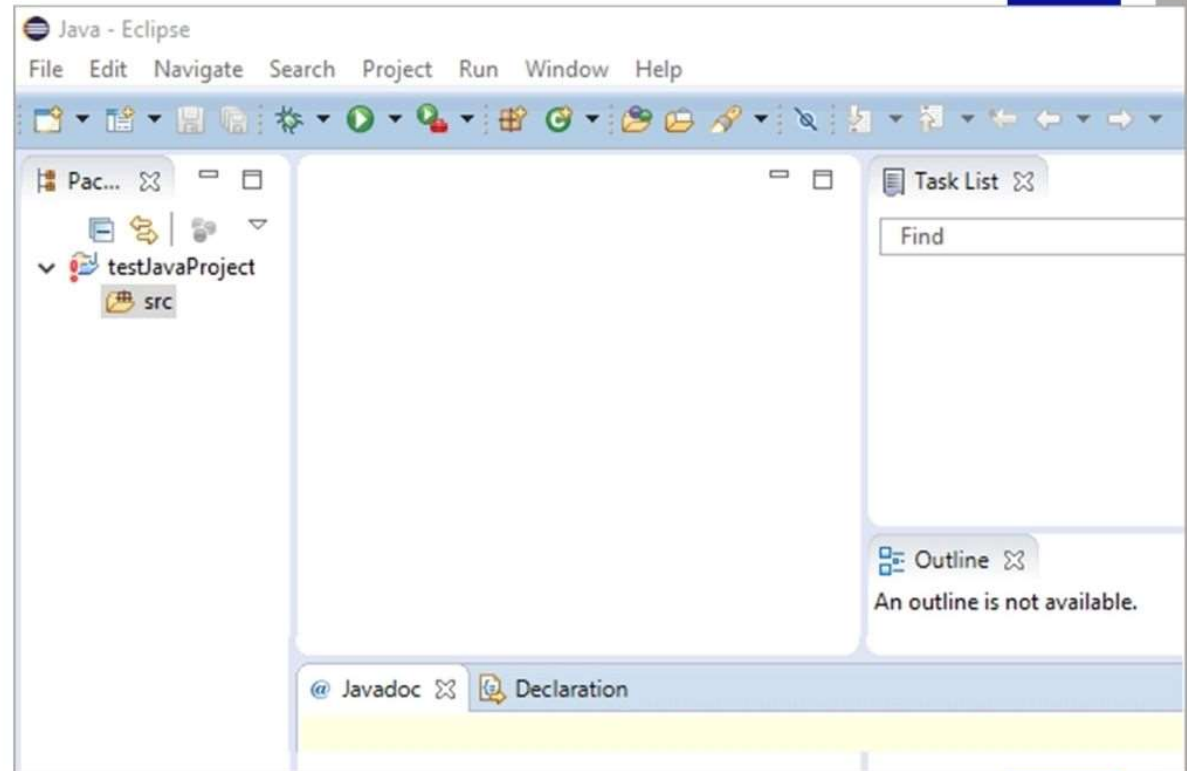 Java - Eclipse
File Edit Navigate Search Project Run Window Help
Pac...
Task List
Find
testJavaProject
src
Outline
An outline is not available.
@ Javadoc
Declaration